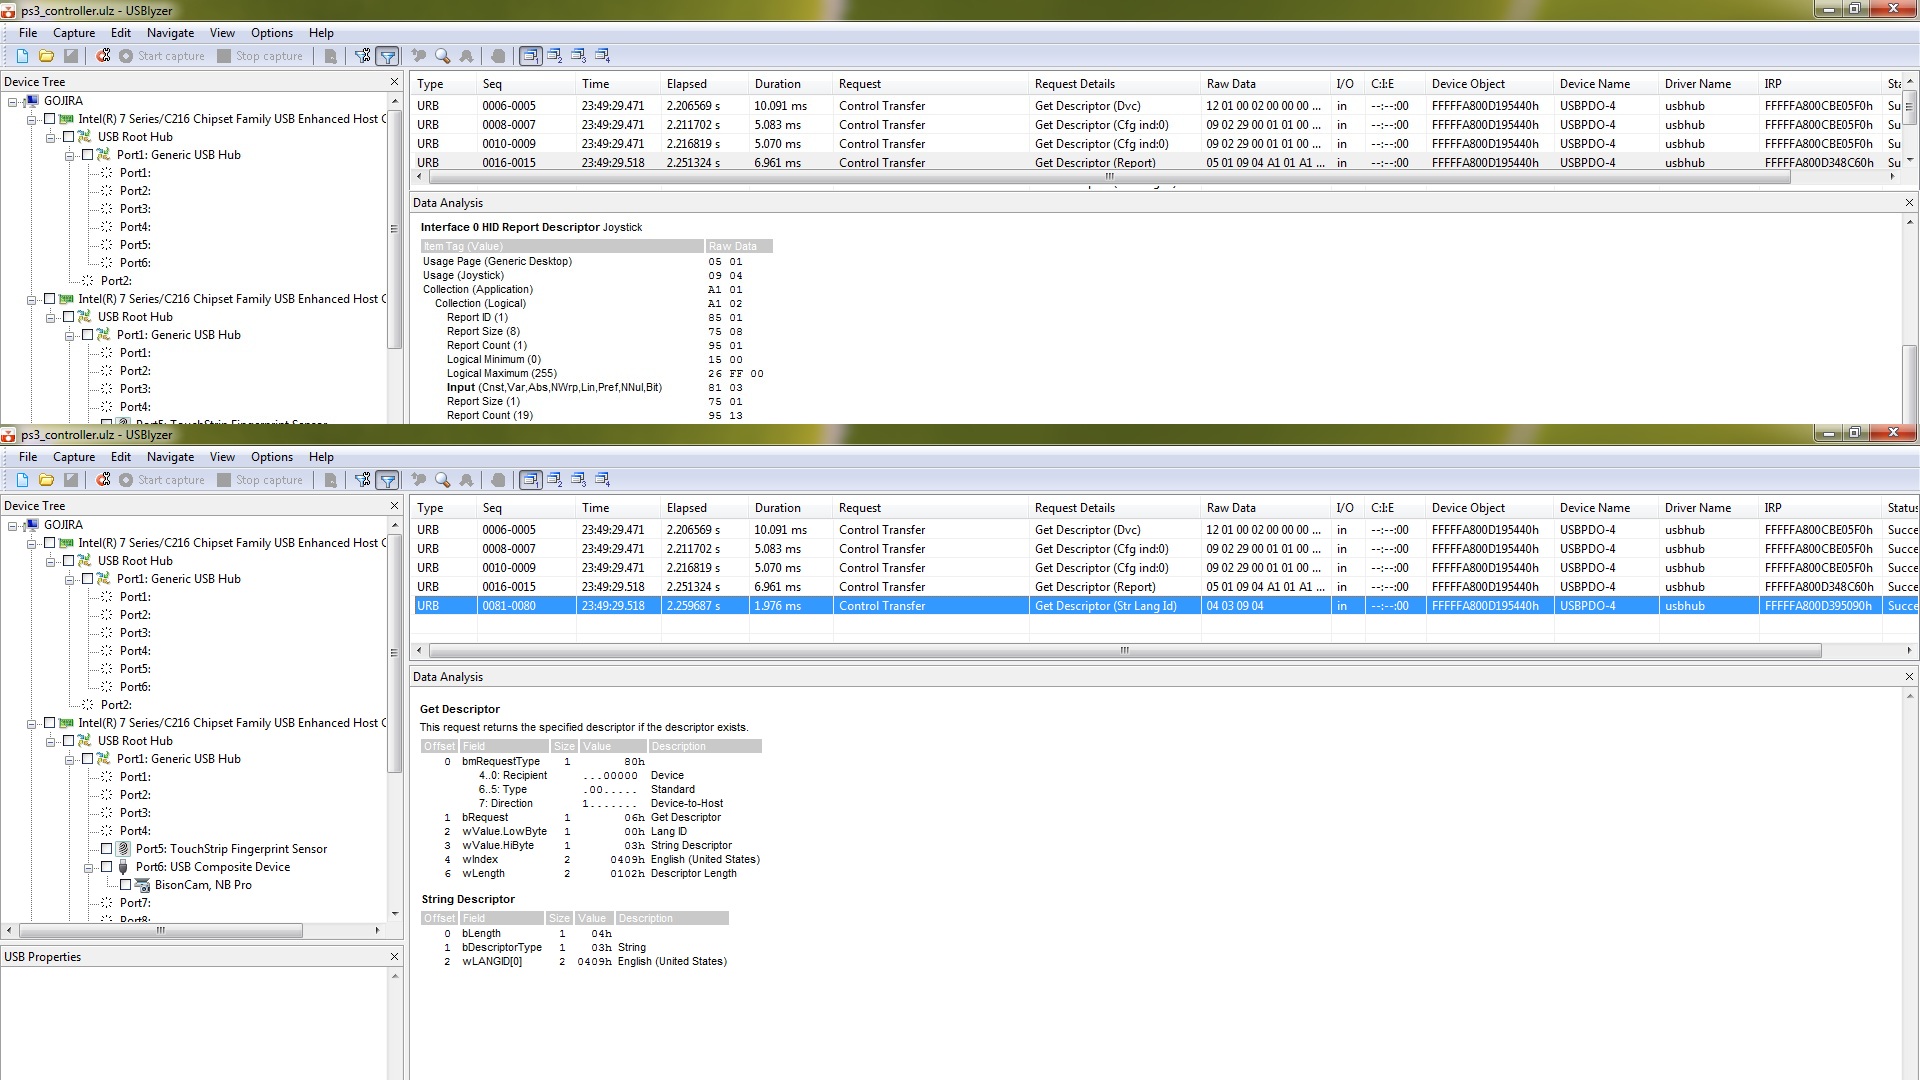 ps3_controller.ulz - USBlyzer
File Capture Edit Navigate View Options Help
Start capture Stop capture
Device Tree
GOJIRA
Intel(R) 7 Series/C216 Chipset Family USB Enhanced Host C
USB Root Hub
Port1: Generic USB Hub
Port1:
Port2:
Port3:
Port4:
Port5:
Port6:
Port2:
Intel(R) 7 Series/C216 Chipset Family USB Enhanced Host C
USB Root Hub
Port1: Generic USB Hub
Port1:
Port2:
Port3:
Port4:
Port5: TouchStrip Fingerprint Sensor
Type Seq Time Elapsed Duration Request Request Details Raw Data I/O C:I:E Device Object Device Name Driver Name IRP Sta
URB 0006-0005 23:49:29.471 2.206569 s 10.091 ms Control Transfer Get Descriptor (Dvc) 12 01 00 02 00 00 00 ... in --:--:00 FFFFFA800D195440h USBPDO-4 usbhub FFFFFA800CBE05F0h Su
URB 0008-0007 23:49:29.471 2.211702 s 5.083 ms Control Transfer Get Descriptor (Cfg ind:0) 09 02 29 00 01 01 00 ... in --:--:00 FFFFFA800D195440h USBPDO-4 usbhub FFFFFA800CBE05F0h Su
URB 0010-0009 23:49:29.471 2.216819 s 5.070 ms Control Transfer Get Descriptor (Cfg ind:0) 09 02 29 00 01 01 00 ... in --:--:00 FFFFFA800D195440h USBPDO-4 usbhub FFFFFA800CBE05F0h Su
URB 0016-0015 23:49:29.518 2.251324 s 6.961 ms Control Transfer Get Descriptor (Report) 05 01 09 04 A1 01 A1 ... in --:--:00 FFFFFA800D195440h USBPDO-4 usbhub FFFFFA800D348C60h Su
Data Analysis
Interface 0 HID Report Descriptor Joystick
Item Tag (Value) Raw Data
Usage Page (Generic Desktop) 05 01
Usage (Joystick) 09 04
Collection (Application) A1 01
Collection (Logical) A1 02
Report ID (1) 85 01
Report Size (8) 75 08
Report Count (1) 95 01
Logical Minimum (0) 15 00
Logical Maximum (255) 26 FF 00
Input (Cnst,Var,Abs,NWrp,Lin,Pref,NNul,Bit) 81 03
Report Size (1) 75 01
Report Count (19) 95 13
ps3_controller.ulz - USBlyzer
File Capture Edit Navigate View Options Help
Start capture Stop capture
Device Tree
GOJIRA
Intel(R) 7 Series/C216 Chipset Family USB Enhanced Host C
USB Root Hub
Port1: Generic USB Hub
Port1:
Port2:
Port3:
Port4:
Port5:
Port6:
Port2:
Intel(R) 7 Series/C216 Chipset Family USB Enhanced Host C
USB Root Hub
Port1: Generic USB Hub
Port1:
Port2:
Port3:
Port4:
Port5: TouchStrip Fingerprint Sensor
Port6: USB Composite Device
BisonCam, NB Pro
Port7:
Port8:
USB Properties
Type Seq Time Elapsed Duration Request Request Details Raw Data I/O C:I:E Device Object Device Name Driver Name IRP Status
URB 0006-0005 23:49:29.471 2.206569 s 10.091 ms Control Transfer Get Descriptor (Dvc) 12 01 00 02 00 00 00 ... in --:--:00 FFFFFA800D195440h USBPDO-4 usbhub FFFFFA800CBE05F0h Succe
URB 0008-0007 23:49:29.471 2.211702 s 5.083 ms Control Transfer Get Descriptor (Cfg ind:0) 09 02 29 00 01 01 00 ... in --:--:00 FFFFFA800D195440h USBPDO-4 usbhub FFFFFA800CBE05F0h Succe
URB 0010-0009 23:49:29.471 2.216819 s 5.070 ms Control Transfer Get Descriptor (Cfg ind:0) 09 02 29 00 01 01 00 ... in --:--:00 FFFFFA800D195440h USBPDO-4 usbhub FFFFFA800CBE05F0h Succe
URB 0016-0015 23:49:29.518 2.251324 s 6.961 ms Control Transfer Get Descriptor (Report) 05 01 09 04 A1 01 A1 ... in --:--:00 FFFFFA800D195440h USBPDO-4 usbhub FFFFFA800D348C60h Succe
URB 0081-0080 23:49:29.518 2.259687 s 1.976 ms Control Transfer Get Descriptor (Str Lang Id) 04 03 09 04 in --:--:00 FFFFFA800D195440h USBPDO-4 usbhub FFFFFA800D395090h Succe
Data Analysis
Get Descriptor
This request returns the specified descriptor if the descriptor exists.
Offset Field Size Value Description
0 bmRequestType 1 80h
4..0: Recipient ...00000 Device
6..5: Type .00..... Standard
7: Direction 1....... Device-to-Host
1 bRequest 1 06h Get Descriptor
2 wValue.LowByte 1 00h Lang ID
3 wValue.HiByte 1 03h String Descriptor
4 wIndex 2 0409h English (United States)
6 wLength 2 0102h Descriptor Length
String Descriptor
Offset Field Size Value Description
0 bLength 1 04h
1 bDescriptorType 1 03h String
2 wLANGID[0] 2 0409h English (United States)